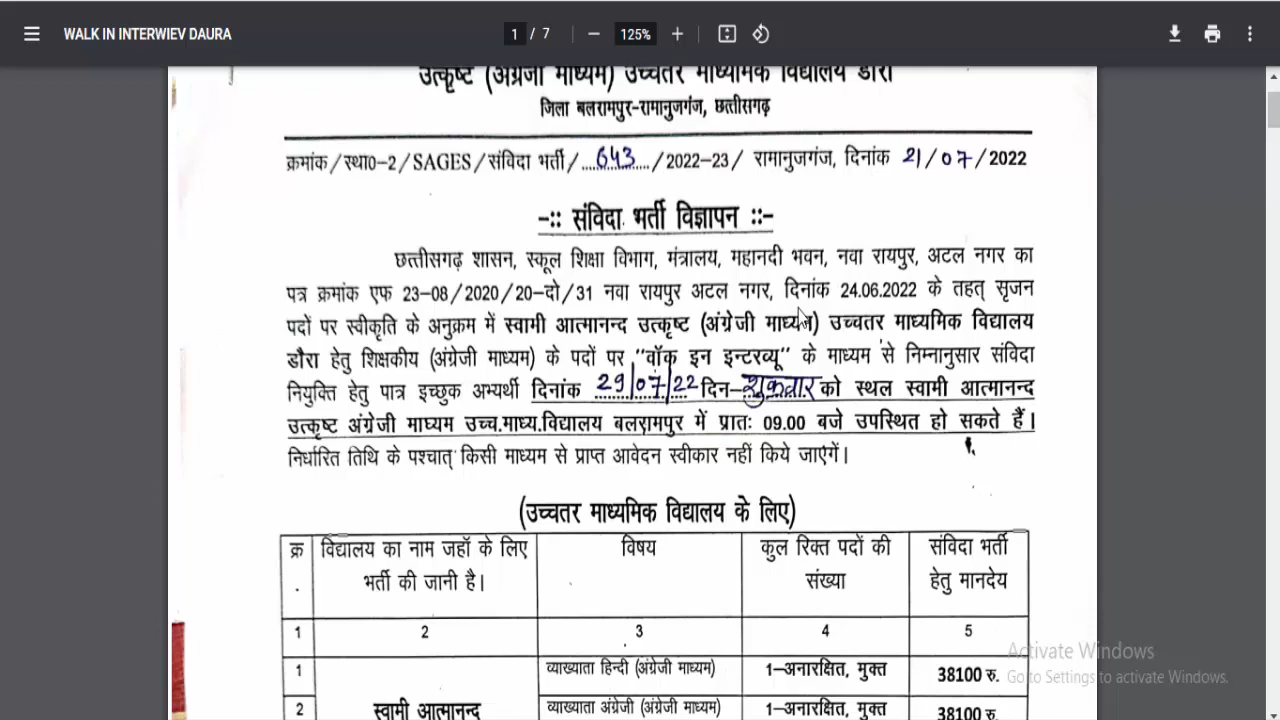 WALK IN INTERWIEV DAURA
1 / 7
125%
उत्कृष्ट (अंग्रेजी माध्यम) उच्चतर माध्यमिक विद्यालय डौरा
जिला बलरामपुर-रामानुजगंज, छत्तीसगढ़
क्रमांक/स्था0-2/SAGES/संविदा भर्ती/ 643 /2022-23/ रामानुजगंज, दिनांक 21/07/2022
-:: संविदा भर्ती विज्ञापन ::-
छत्तीसगढ़ शासन, स्कूल शिक्षा विभाग, मंत्रालय, महानदी भवन, नवा रायपुर, अटल नगर का
पत्र क्रमांक एफ 23-08/2020/20-दो/31 नवा रायपुर अटल नगर, दिनांक 24.06.2022 के तहत् सृजन
पदों पर स्वीकृति के अनुक्रम में स्वामी आत्मानन्द उत्कृष्ट (अंग्रेजी माध्यम) उच्चतर माध्यमिक विद्यालय
डौरा हेतु शिक्षकीय (अंग्रेजी माध्यम) के पदों पर "वॉक इन इन्टरव्यू" के माध्यम से निम्नानुसार संविदा
नियुक्ति हेतु पात्र इच्छुक अभ्यर्थी दिनांक 29/07/22 दिन-शुक्रवार को स्थल स्वामी आत्मानन्द
उत्कृष्ट अंग्रेजी माध्यम उच्च.माध्य.विद्यालय बलरामपुर में प्रातः 09.00 बजे उपस्थित हो सकते हैं।
निर्धारित तिथि के पश्चात् किसी माध्यम से प्राप्त आवेदन स्वीकार नहीं किये जाएंगें।
(उच्चतर माध्यमिक विद्यालय के लिए)
क्र. विद्यालय का नाम जहॉ के लिए भर्ती की जानी है। विषय कुल रिक्त पदों की संख्या संविदा भर्ती हेतु मानदेय
1 2 3 4 5
1 व्याख्याता हिन्दी (अंग्रेजी माध्यम) 1-अनारक्षित, मुक्त 38100 रु.
2 स्वामी आत्मानन्द व्याख्याता अंग्रेजी (अंग्रेजी माध्यम) 1-अनारक्षित, मुक्त 38100 रु.
Activate Windows
Go to Settings to activate Windows.